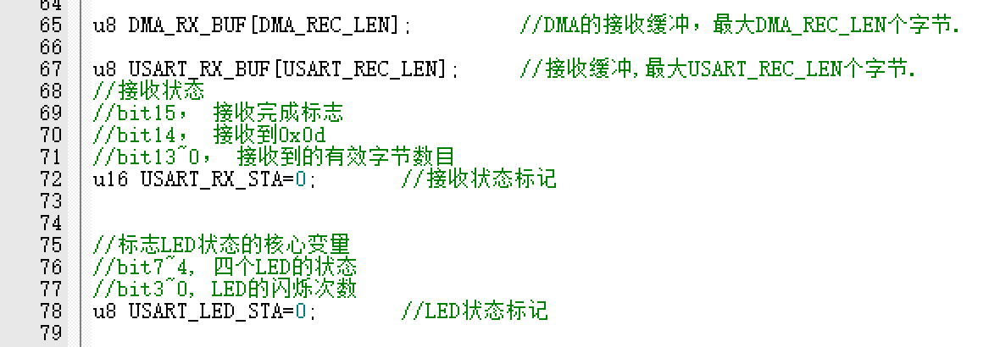 64
65 u8 DMA_RX_BUF[DMA_REC_LEN]; //DMA的接收缓冲，最大DMA_REC_LEN个字节.
66
67 u8 USART_RX_BUF[USART_REC_LEN]; //接收缓冲,最大USART_REC_LEN个字节.
68 //接收状态
69 //bit15， 接收完成标志
70 //bit14， 接收到0x0d
71 //bit13~0， 接收到的有效字节数目
72 u16 USART_RX_STA=0; //接收状态标记
73
74
75 //标志LED状态的核心变量
76 //bit7~4, 四个LED的状态
77 //bit3~0, LED的闪烁次数
78 u8 USART_LED_STA=0; //LED状态标记
79